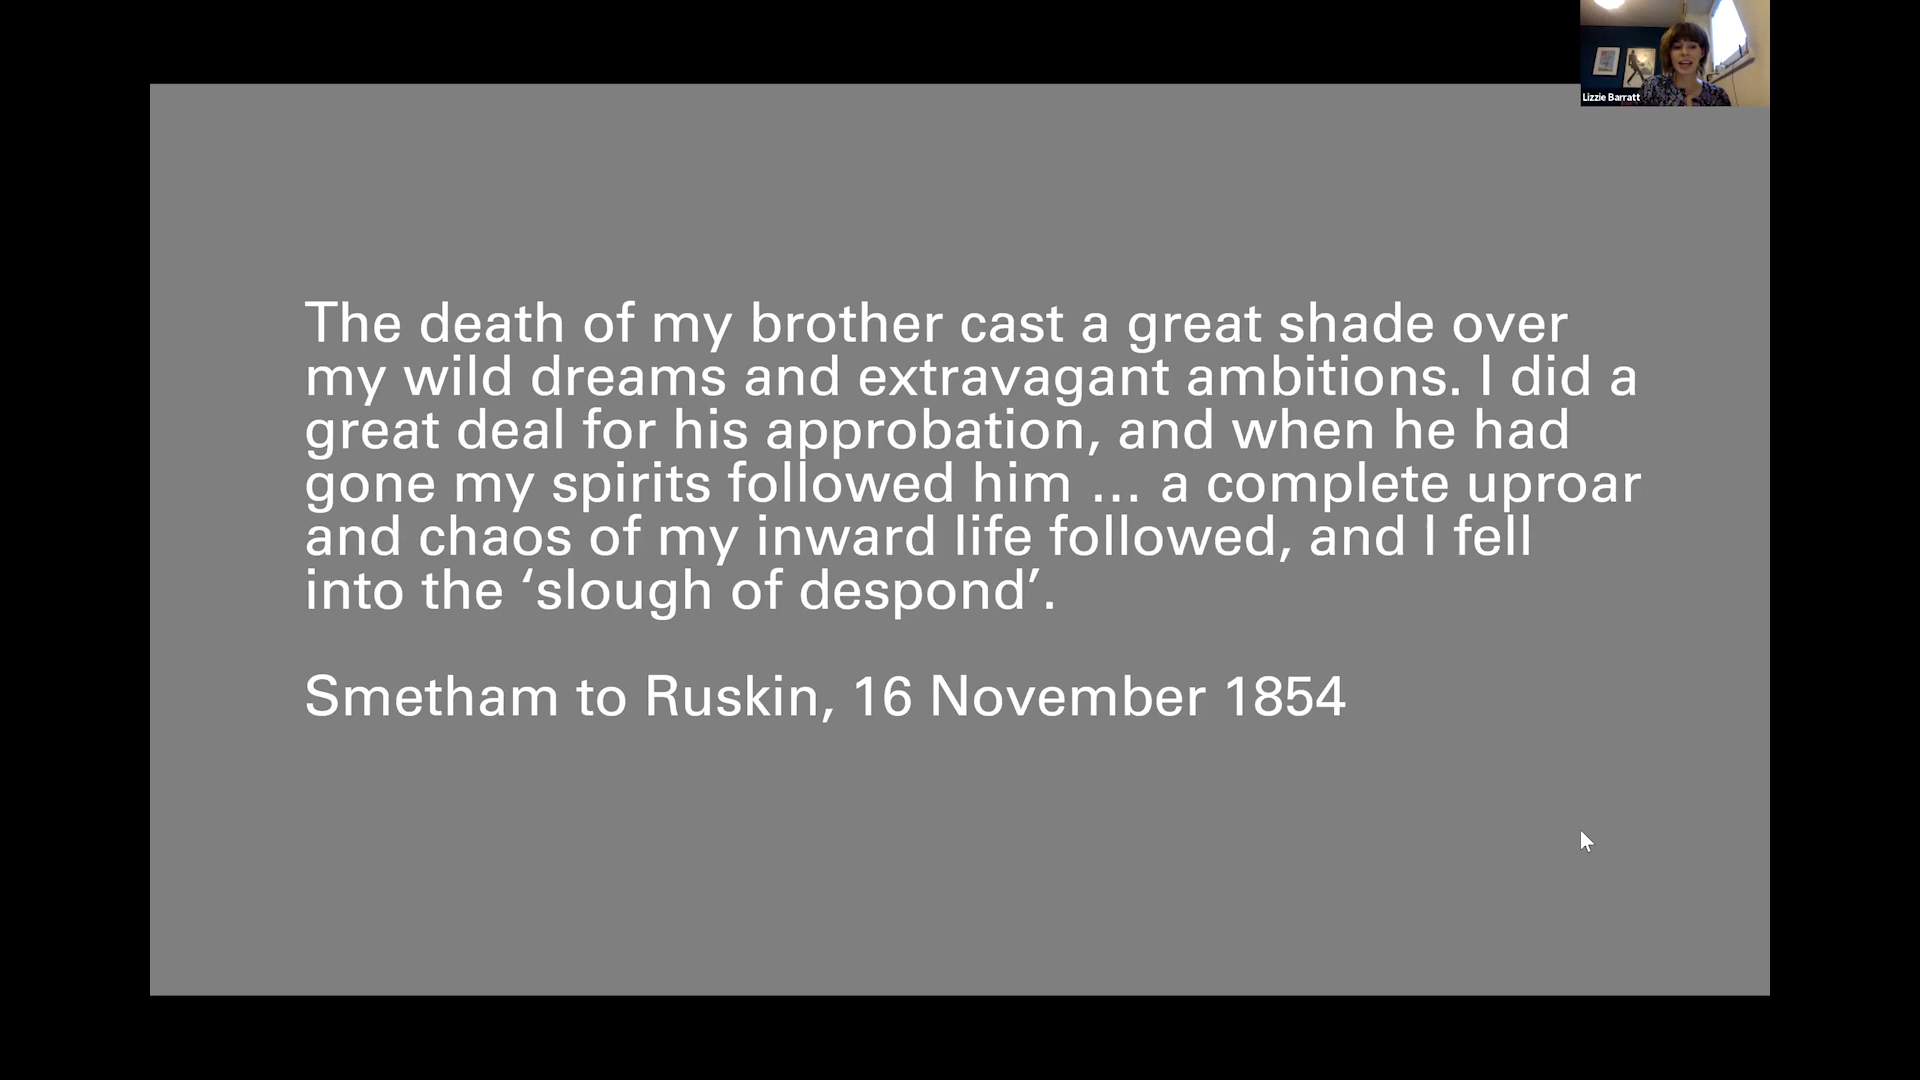 Lizzie Barratt
The death of my brother cast a great shade over
my wild dreams and extravagant ambitions. I did a
great deal for his approbation, and when he had
gone my spirits followed him … a complete uproar
and chaos of my inward life followed, and I fell
into the ‘slough of despond’.
Smetham to Ruskin, 16 November 1854